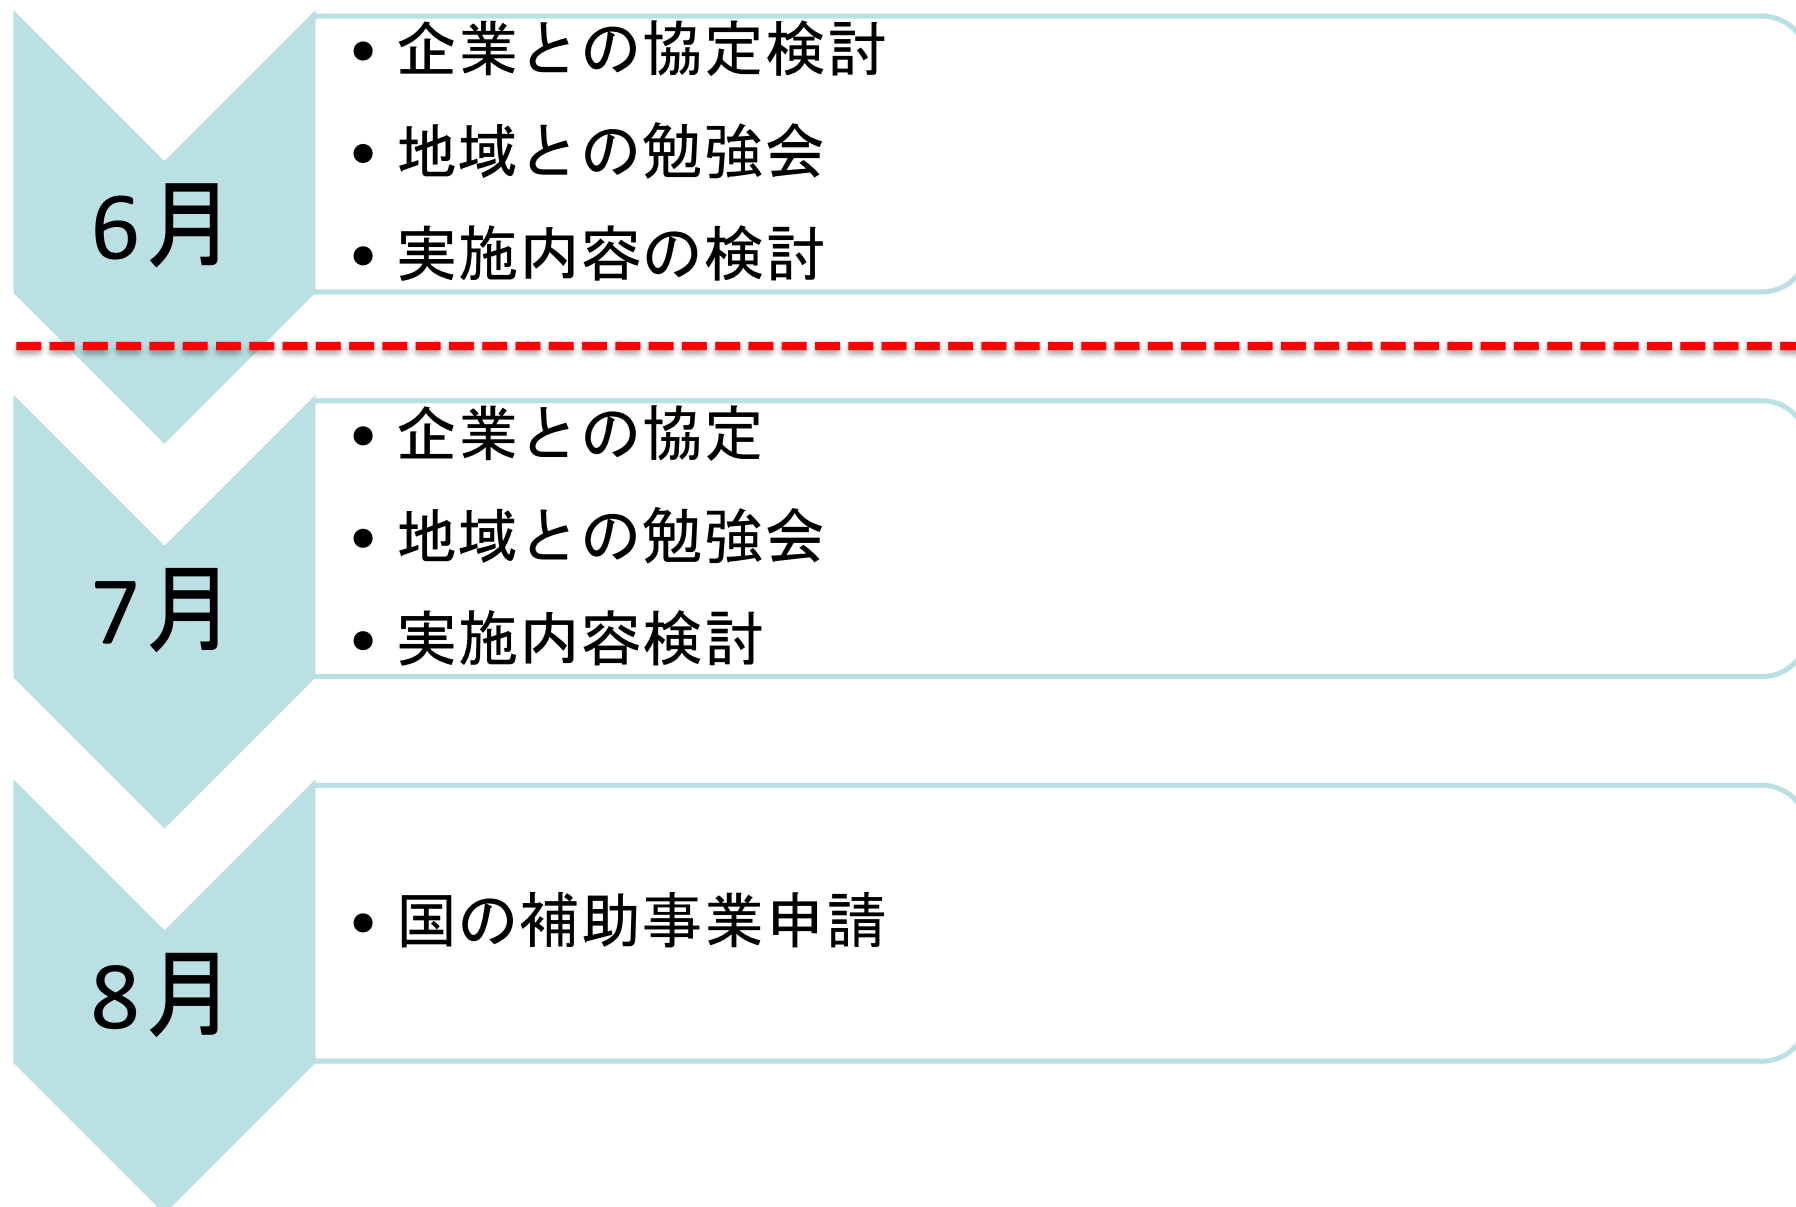 6月
• 企業との協定検討
• 地域との勉強会
• 実施内容の検討
7月
• 企業との協定
• 地域との勉強会
• 実施内容検討
8月
• 国の補助事業申請